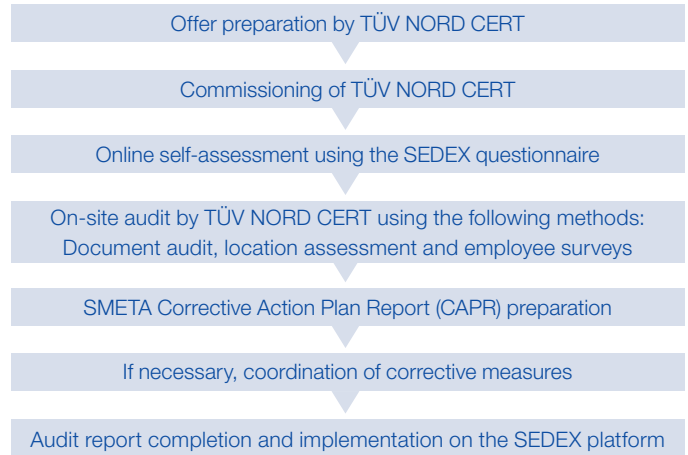 Offer preparation by TÜV NORD CERT
Commissioning of TÜV NORD CERT
Online self-assessment using the SEDEX questionnaire
On-site audit by TÜV NORD CERT using the following methods:
Document audit, location assessment and employee surveys
SMETA Corrective Action Plan Report (CAPR) preparation
If necessary, coordination of corrective measures
Audit report completion and implementation on the SEDEX platform